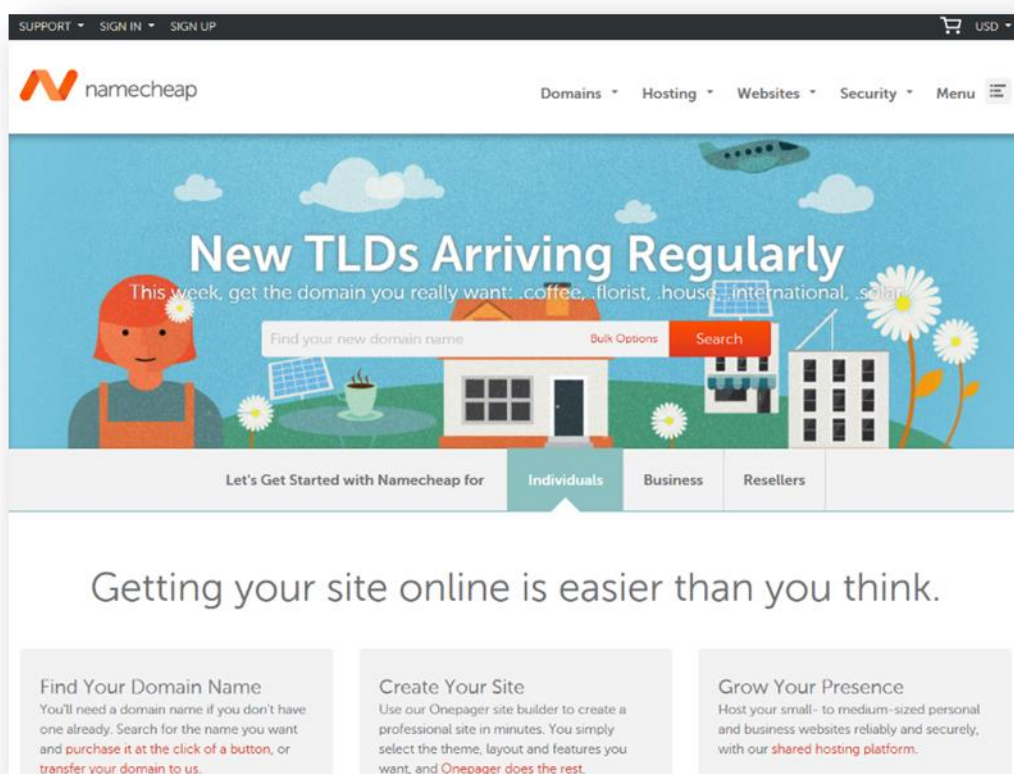 SUPPORT SIGN IN SIGN UP USD
namecheap
Domains Hosting Websites Security Menu
New TLDs Arriving Regularly
This week, get the domain you really want: .coffee, .florist, .house, .international, .solar
Find your new domain name Bulk Options Search
Let's Get Started with Namecheap for Individuals Business Resellers
Getting your site online is easier than you think.
Find Your Domain Name
You'll need a domain name if you don't have
one already. Search for the name you want
and purchase it at the click of a button, or
transfer your domain to us.
Create Your Site
Use our Onepager site builder to create a
professional site in minutes. You simply
select the theme, layout and features you
want, and Onepager does the rest.
Grow Your Presence
Host your small- to medium-sized personal
and business websites reliably and securely,
with our shared hosting platform.